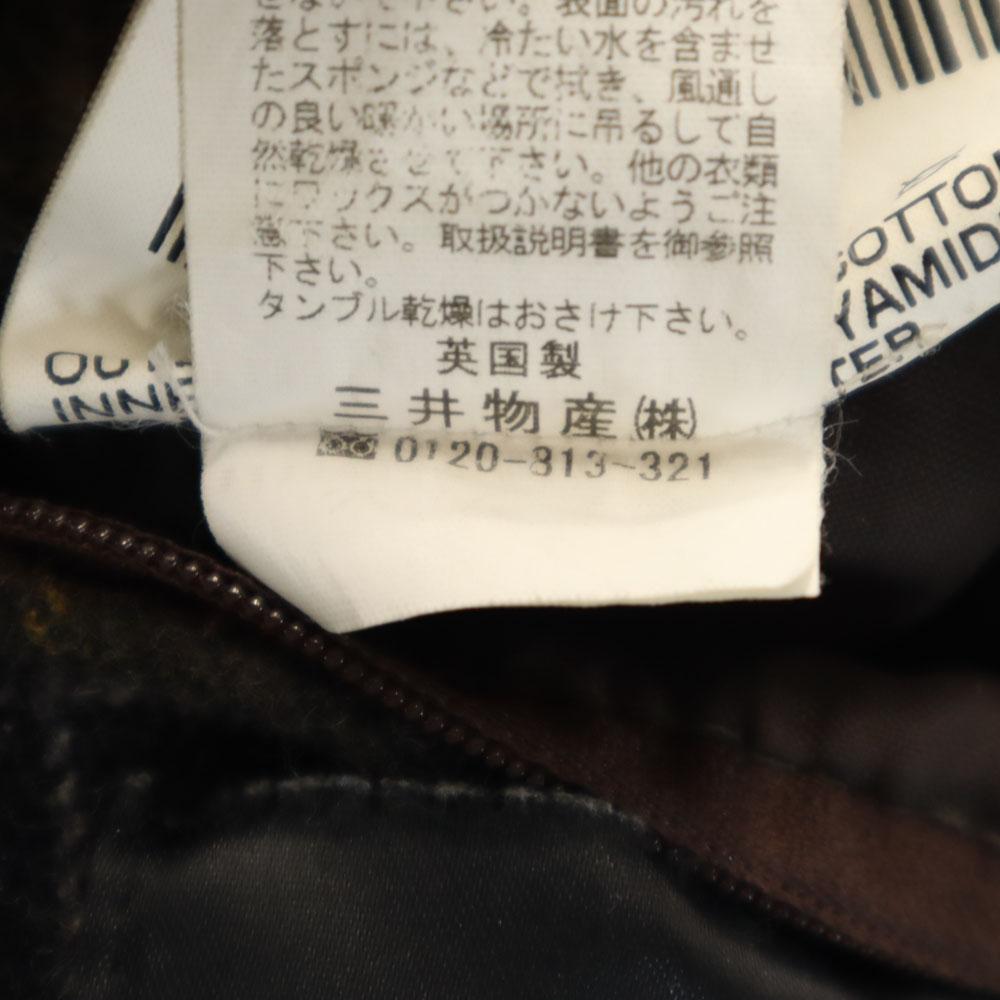 せないで下さい。表面の汚れを
落とすには、冷たい水を含ませ
たスポンジなどで拭き、風通し
の良い暖かい場所に吊るして自
然乾燥させて下さい。他の衣類
にワックスがつかないようご注
意下さい。取扱説明書を御参照
下さい。
タンブル乾燥はおさけ下さい。
英国製
三井物産㈱
0120-813-321
COTTON
YAMID
TER
INN